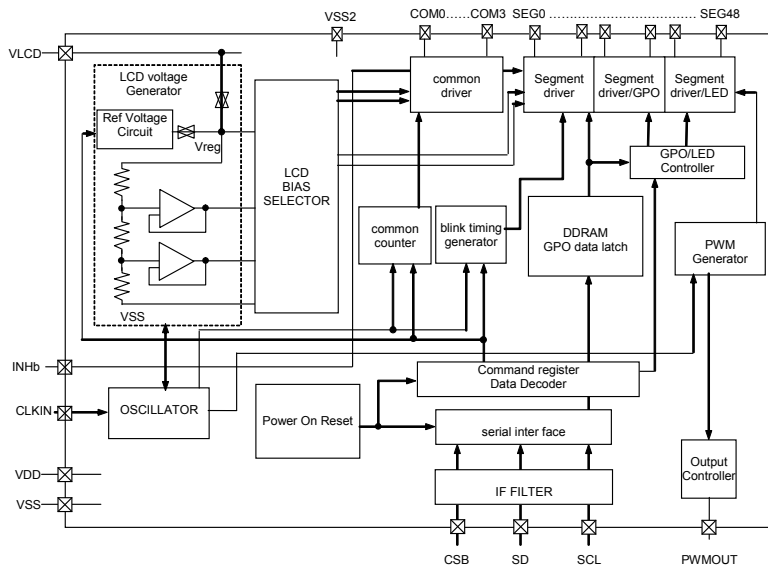 VSS2
COM0……COM3
SEG0 ………………… SEG48
VLCD
LCD voltage
Generator
Ref Voltage
Circuit
Vreg
VSS
LCD
BIAS
SELECTOR
common
driver
Segment
driver
Segment
driver/GPO
Segment
driver/LED
GPO/LED
Controller
common
counter
blink timing
generator
DDRAM
GPO data latch
PWM
Generator
INHb
CLKIN
OSCILLATOR
Power On Reset
Command register
Data Decoder
serial inter face
IF FILTER
Output
Controller
VDD
VSS
CSB
SD
SCL
PWMOUT